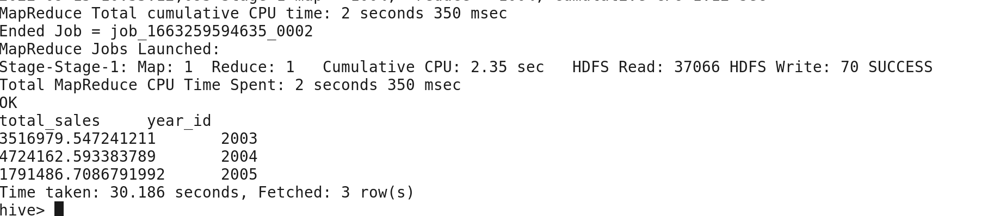 MapReduce Total cumulative CPU time: 2 seconds 350 msec
Ended Job = job_1663259594635_0002
MapReduce Jobs Launched:
Stage-Stage-1: Map: 1  Reduce: 1   Cumulative CPU: 2.35 sec   HDFS Read: 37066 HDFS Write: 70 SUCCESS
Total MapReduce CPU Time Spent: 2 seconds 350 msec
OK
total_sales     year_id
3516979.547241211       2003
4724162.593383789       2004
1791486.7086791992      2005
Time taken: 30.186 seconds, Fetched: 3 row(s)
hive>